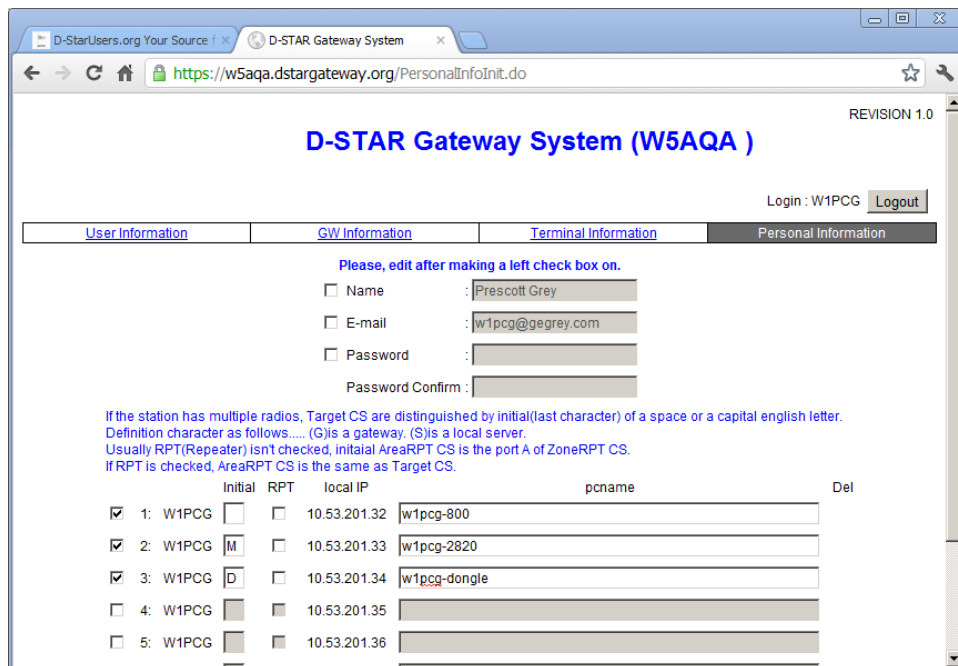 D-StarUsers.org Your Source f
D-STAR Gateway System
https://w5aqa.dstargateway.org/PersonalInfoInit.do
REVISION 1.0
D-STAR Gateway System (W5AQA )
Login : W1PCG Logout
User Information GW Information Terminal Information Personal Information
Please, edit after making a left check box on.
Name : Prescott Grey
E-mail : w1pcg@gegrey.com
Password :
Password Confirm :
If the station has multiple radios, Target CS are distinguished by initial(last character) of a space or a capital english letter.
Definition character as follows..... (G)is a gateway. (S)is a local server.
Usually RPT(Repeater) isn't checked, initaial AreaRPT CS is the port A of ZoneRPT CS.
If RPT is checked, AreaRPT CS is the same as Target CS.
Initial RPT local IP pcname Del
1: W1PCG 10.53.201.32 w1pcg-800
2: W1PCG M 10.53.201.33 w1pcg-2820
3: W1PCG D 10.53.201.34 w1pcg-dongle
4: W1PCG 10.53.201.35
5: W1PCG 10.53.201.36